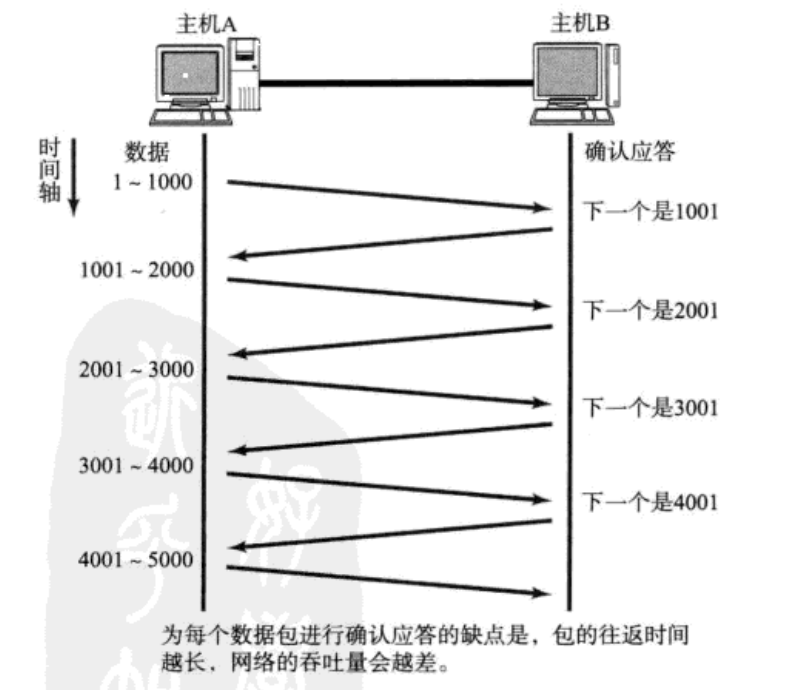 主机A
主机B
时间轴
数据
确认应答
1 ~ 1000
下一个是1001
1001 ~ 2000
下一个是2001
2001 ~ 3000
下一个是3001
3001 ~ 4000
下一个是4001
4001 ~ 5000
为每个数据包进行确认应答的缺点是，包的往返时间
越长，网络的吞吐量会越差。